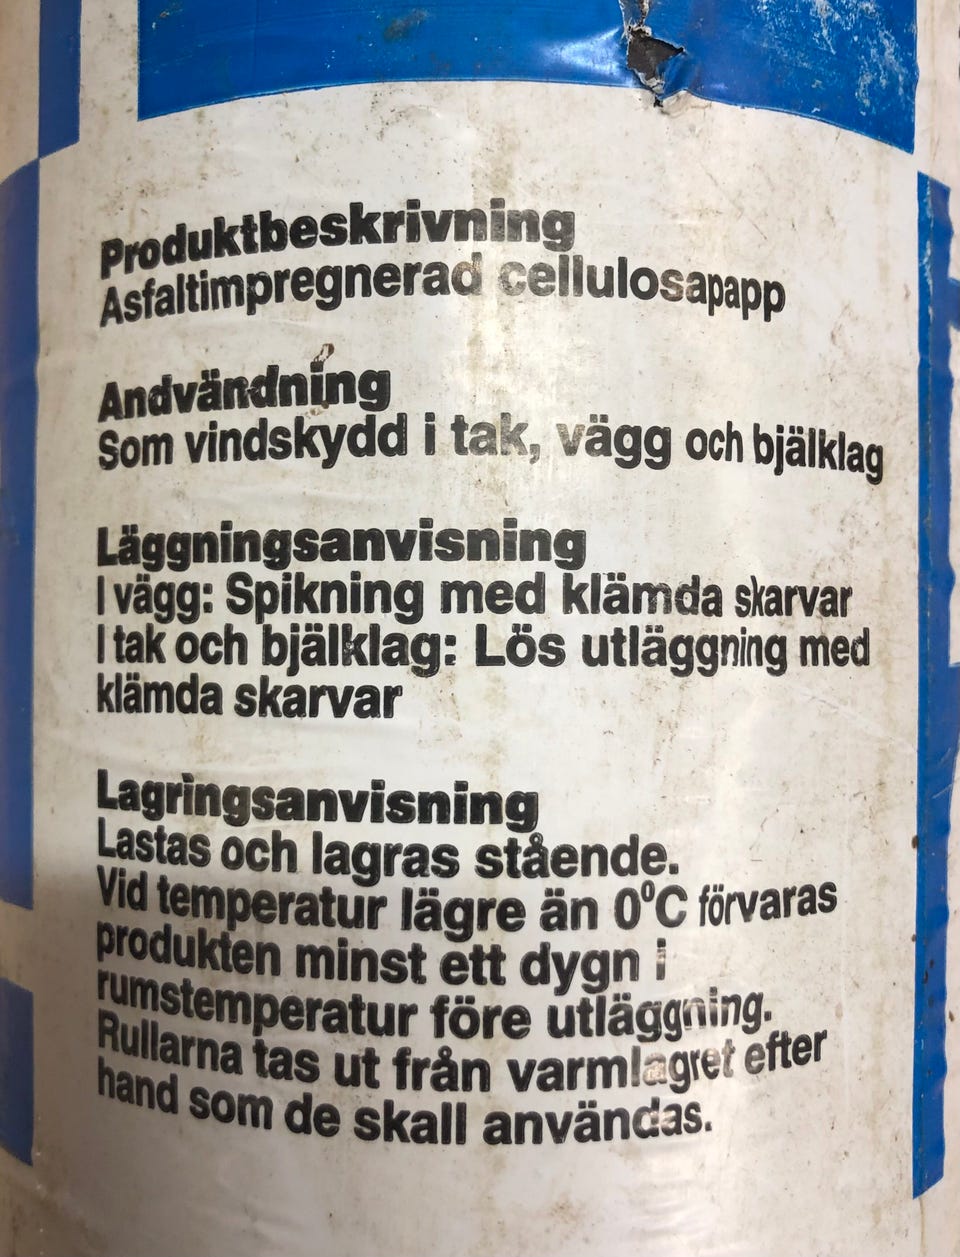 Produktbeskrivning
Asfaltimpregnerad cellulosapapp
Andvändning
Som vindskydd i tak, vägg och bjälklag
Läggningsanvisning
I vägg: Spikning med klämda skarvar
I tak och bjälklag: Lös utläggning med
klämda skarvar
Lagringsanvisning
Lastas och lagras stående.
Vid temperatur lägre än 0°C förvaras
produkten minst ett dygn i
rumstemperatur före utläggning.
Rullarna tas ut från varmlagret efter
hand som de skall användas.